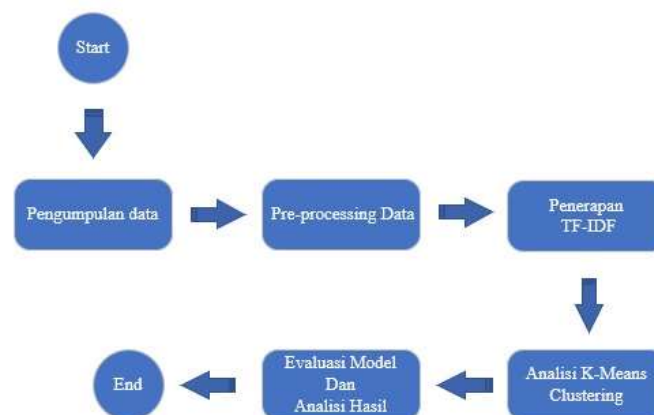 Start
Pengumpulan data
Pre-processing Data
Penerapan
TF-IDF
Analisi K-Means
Clustering
Evaluasi Model
Dan
Analisi Hasil
End